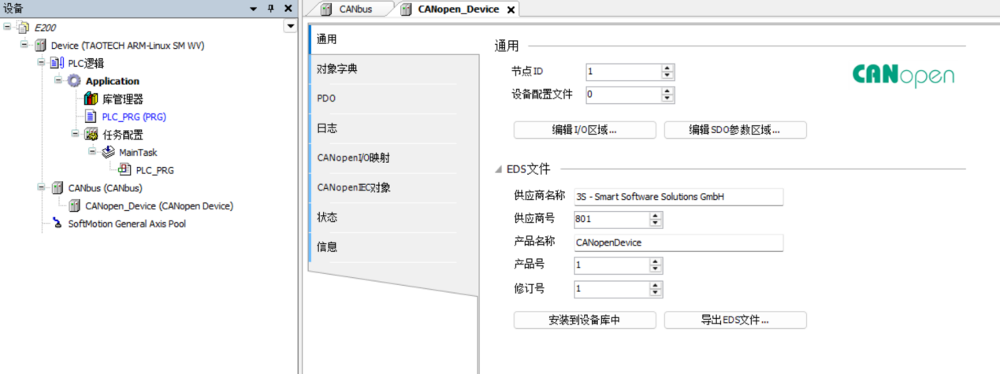 设备
E200
Device (TAOTECH ARM-Linux SM WV)
PLC逻辑
Application
库管理器
PLC_PRG (PRG)
任务配置
MainTask
PLC_PRG
CANbus (CANbus)
CANopen_Device (CANopen Device)
SoftMotion General Axis Pool
CANbus
CANopen_Device
通用
对象字典
PDO
日志
CANopenI/O映射
CANopenIEC对象
状态
信息
通用
节点ID 1
设备配置文件 0
CANopen
编辑I/O区域... 编辑SDO参数区域...
EDS文件
供应商名称 3S - Smart Software Solutions GmbH
供应商号 801
产品名称 CANopenDevice
产品号 1
修订号 1
安装到设备库中 导出EDS文件...